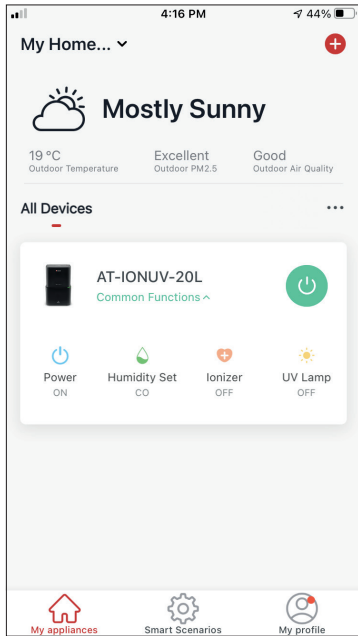 4:16 PM 44%
My Home...
Mostly Sunny
19 °C Excellent Good
Outdoor Temperature Outdoor PM2.5 Outdoor Air Quality
All Devices
AT-IONUV-20L
Common Functions
Power Humidity Set Ionizer UV Lamp
ON CO OFF OFF
My appliances Smart Scenarios My profile